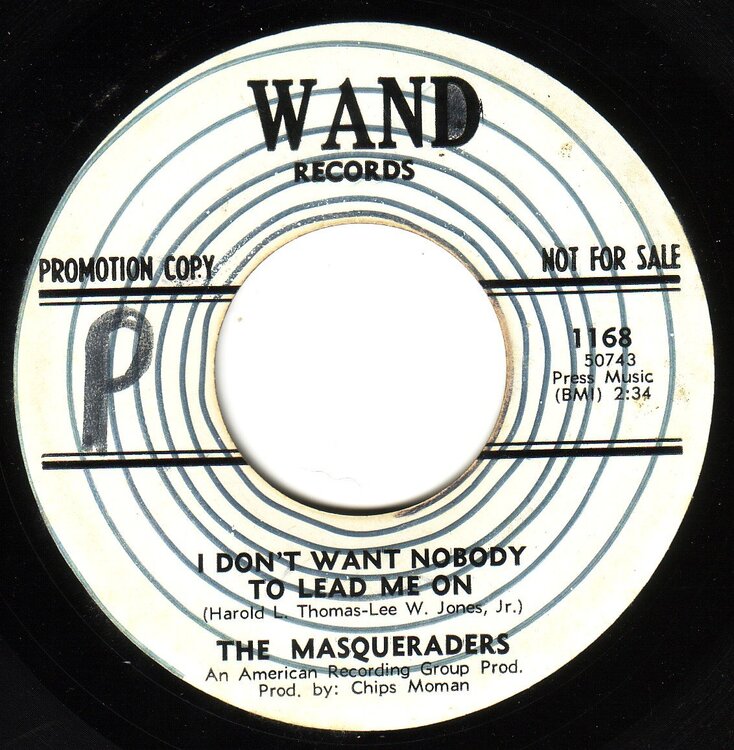 WAND
RECORDS
PROMOTION COPY
NOT FOR SALE
P
1168
50743
Press Music
(BMI) 2:34
I DON'T WANT NOBODY
TO LEAD ME ON
(Harold L. Thomas-Lee W. Jones, Jr.)
THE MASQUERADERS
An American Recording Group Prod.
Prod. by: Chips Moman